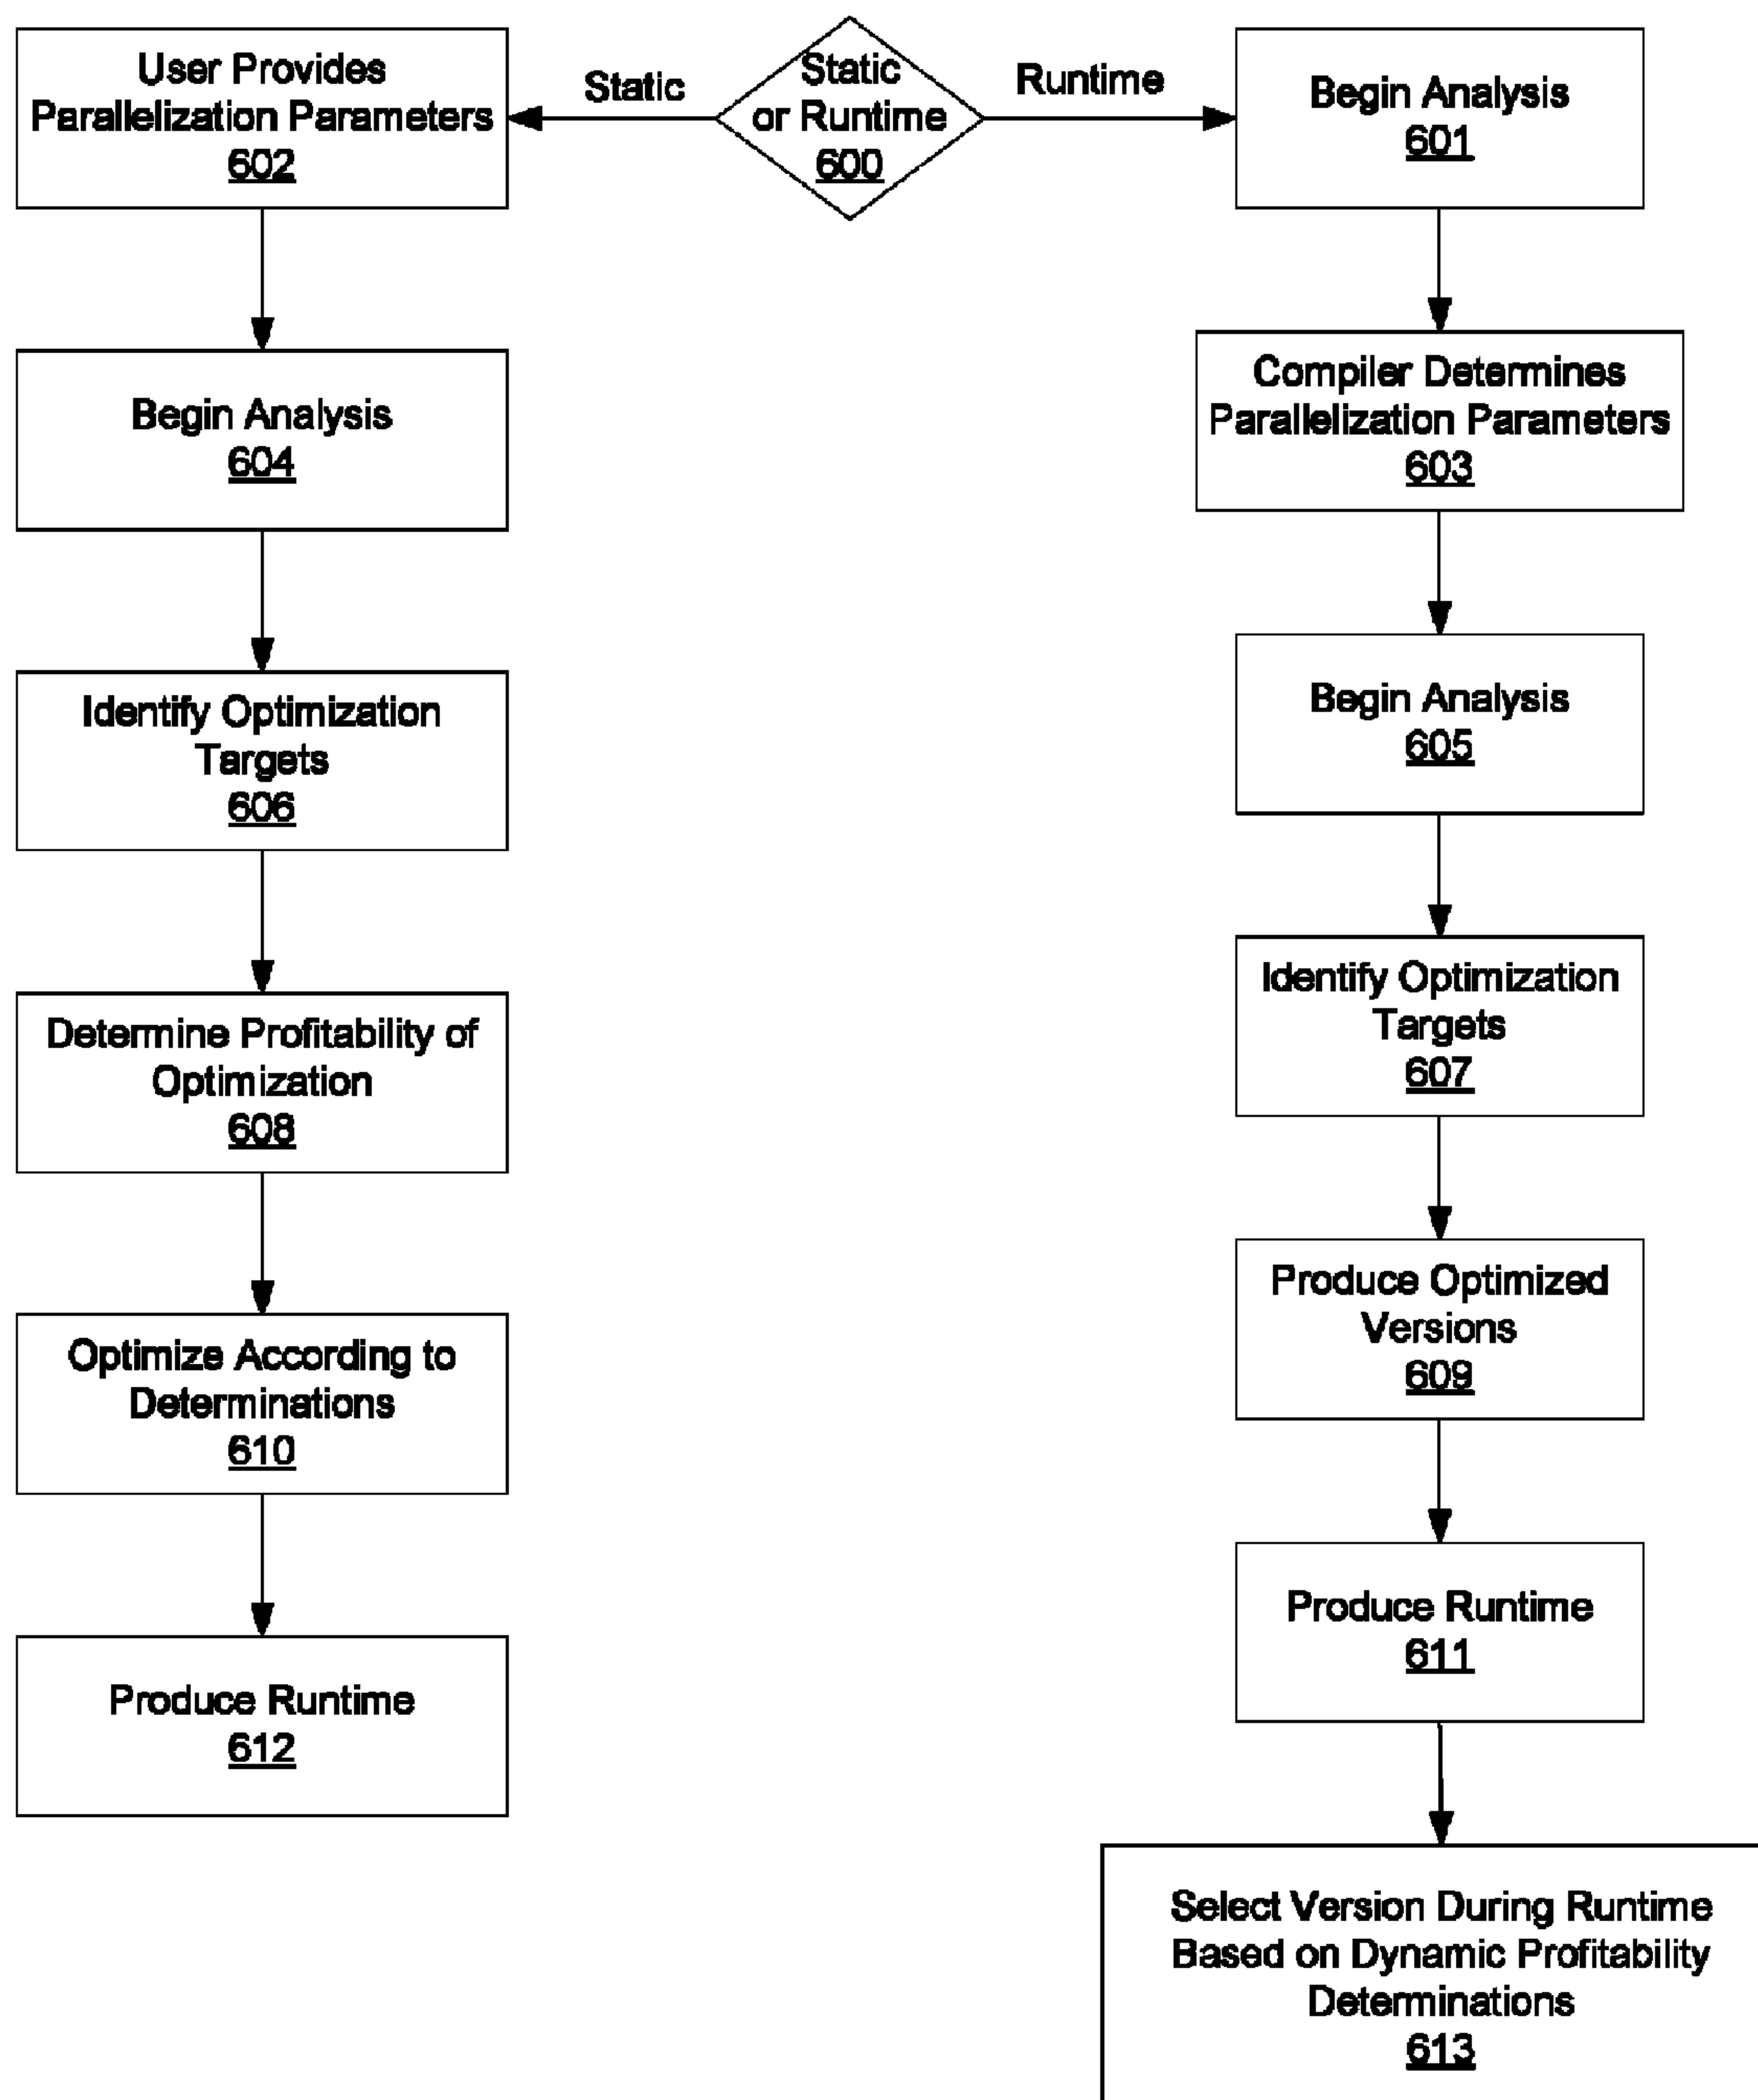 User Provides
Parallelization Parameters
602
Static
Static
or Runtime
600
Runtime
Begin Analysis
601
Begin Analysis
604
Compiler Determines
Parallelization Parameters
603
Identify Optimization
Targets
606
Begin Analysis
605
Determine Profitability of
Optimization
608
Identify Optimization
Targets
607
Optimize According to
Determinations
610
Produce Optimized
Versions
609
Produce Runtime
612
Produce Runtime
611
Select Version During Runtime
Based on Dynamic Profitability
Determinations
613